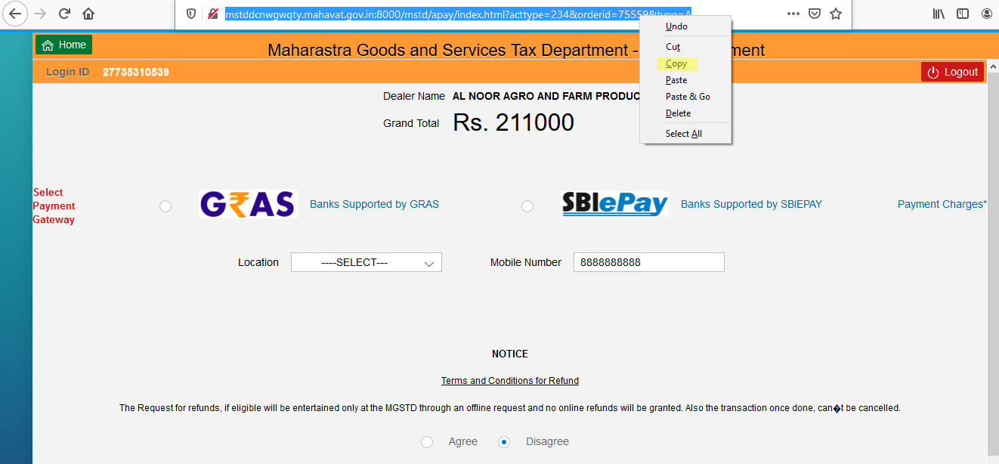 mstddcnwgwqty.mahavat.gov.in:8000/mstd/apay/index.html?acttype=234&orderid=75559&type=A
Undo
Cut
Copy
Paste
Paste & Go
Delete
Select All
Home
Maharastra Goods and Services Tax Department - ment
Login ID 27735310539
Logout
Dealer Name AL NOOR AGRO AND FARM PRODUC
Grand Total Rs. 211000
Select
Payment
Gateway
GRAS
Banks Supported by GRAS
SBIePay
Banks Supported by SBIEPAY
Payment Charges*
Location ----SELECT---
Mobile Number 8888888888
NOTICE
Terms and Conditions for Refund
The Request for refunds, if eligible will be entertained only at the MGSTD through an offline request and no online refunds will be granted. Also the transaction once done, can�t be cancelled.
Agree Disagree